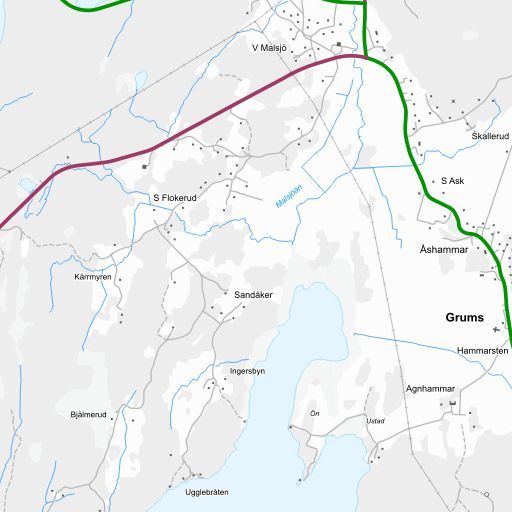 V Malsjö
Skallerud
S Ask
Malsjöån
S Flokerud
Åshammar
Kärrmyren
Sandåker
Grums
Hammarsten
Ingersbyn
Agnhammar
Bjälmerud
Ön
Ustad
Ugglebråten